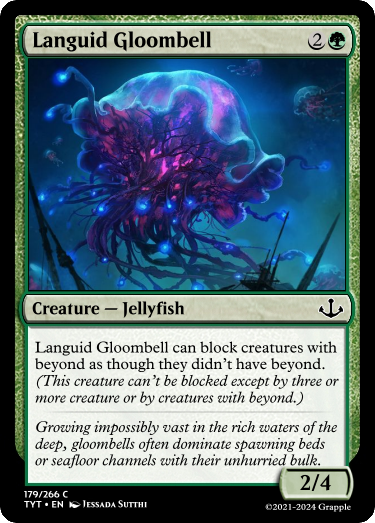 Languid Gloombell 2
Creature — Jellyfish
Languid Gloombell can block creatures with
beyond as though they didn't have beyond.
(This creature can't be blocked except by three or
more creature or by creatures with beyond.)
Growing impossibly vast in the rich waters of the
deep, gloombells often dominate spawning beds
or seafloor channels with their unhurried bulk.
2/4
179/266 C
TYT • EN Jessada Sutthi
©2021-2024 Grapple